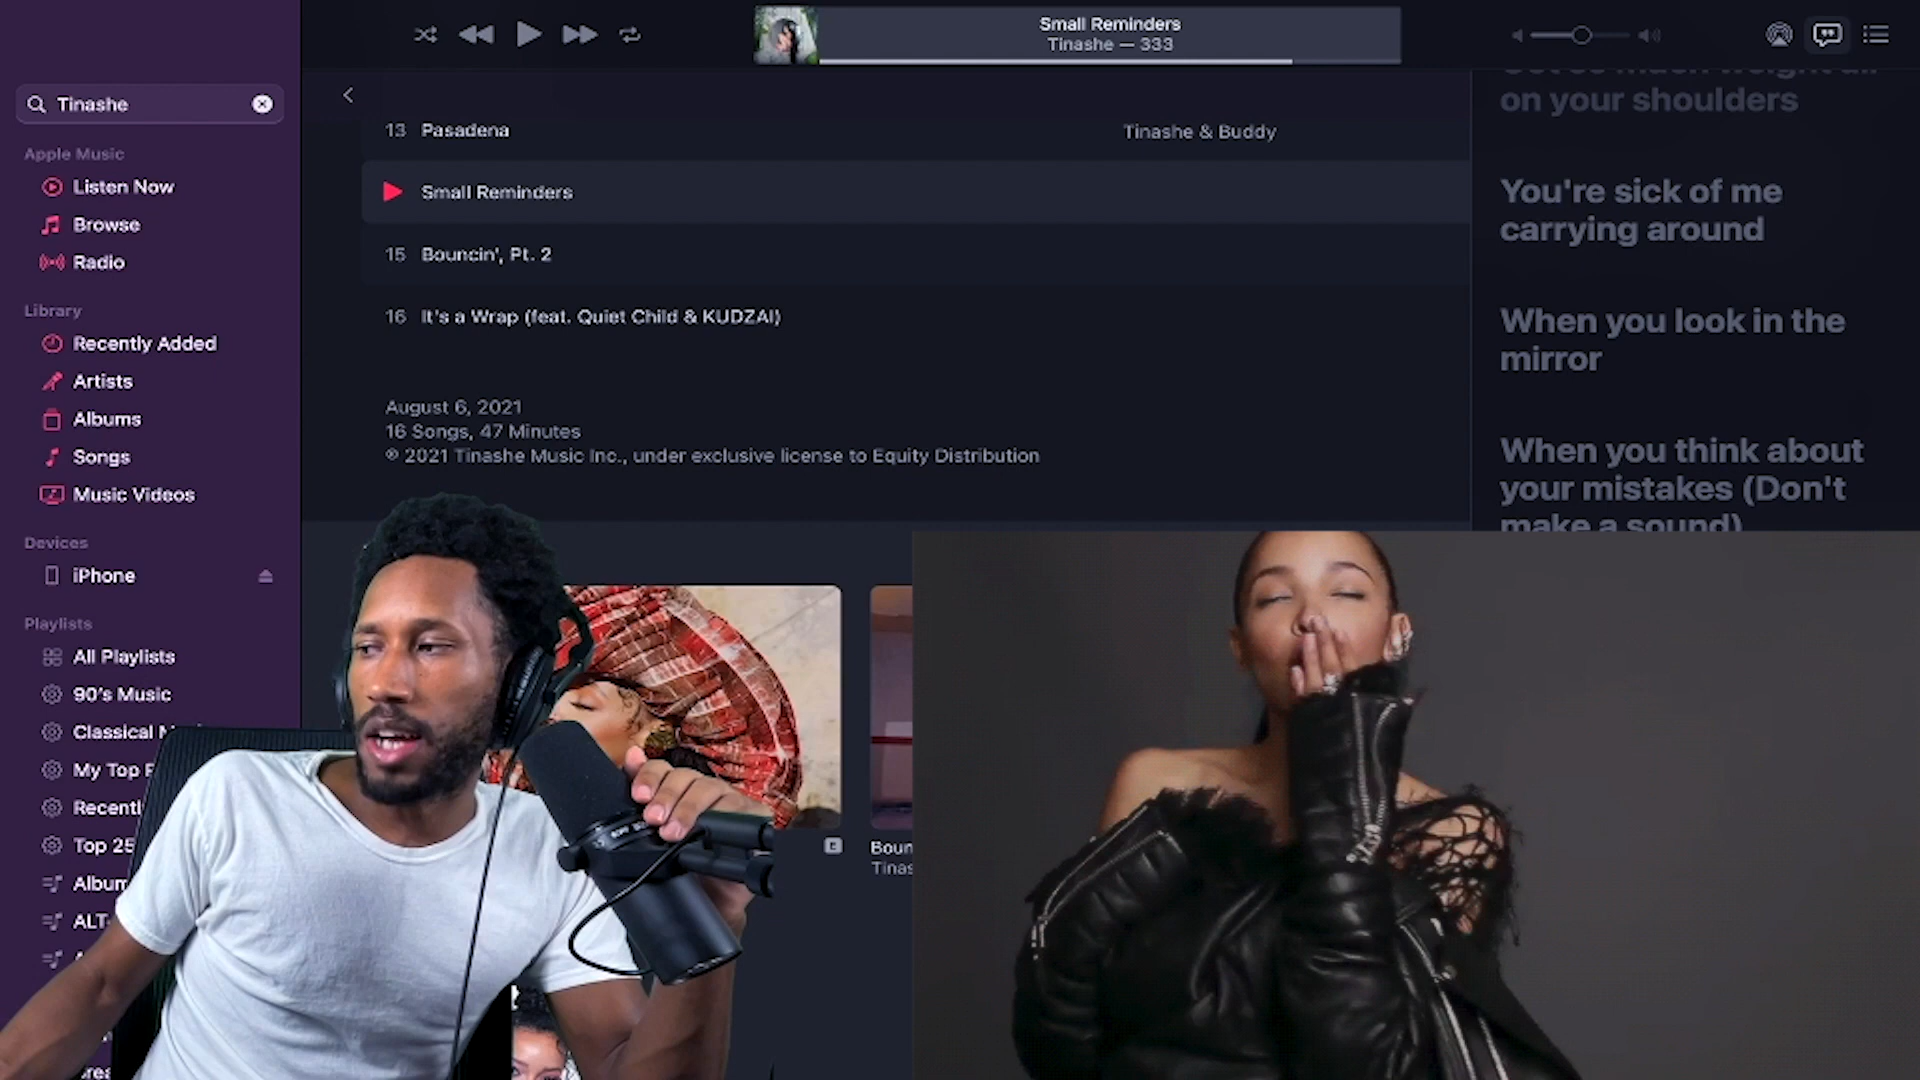 Small Reminders
Tinashe — 333
Tinashe
Apple Music
Listen Now
Browse
Radio
Library
Recently Added
Artists
Albums
Songs
Music Videos
Devices
iPhone
Playlists
All Playlists
90's Music
Classical M
My Top
Recentl
Top 25
Album
ALT
13 Pasadena Tinashe & Buddy
Small Reminders
15 Bouncin', Pt. 2
16 It's a Wrap (feat. Quiet Child & KUDZAI)
August 6, 2021
16 Songs, 47 Minutes
℗ 2021 Tinashe Music Inc., under exclusive license to Equity Distribution
E
Boun
Tinas
on your shoulders
You're sick of me
carrying around
When you look in the
mirror
When you think about
your mistakes (Don't
make a sound)